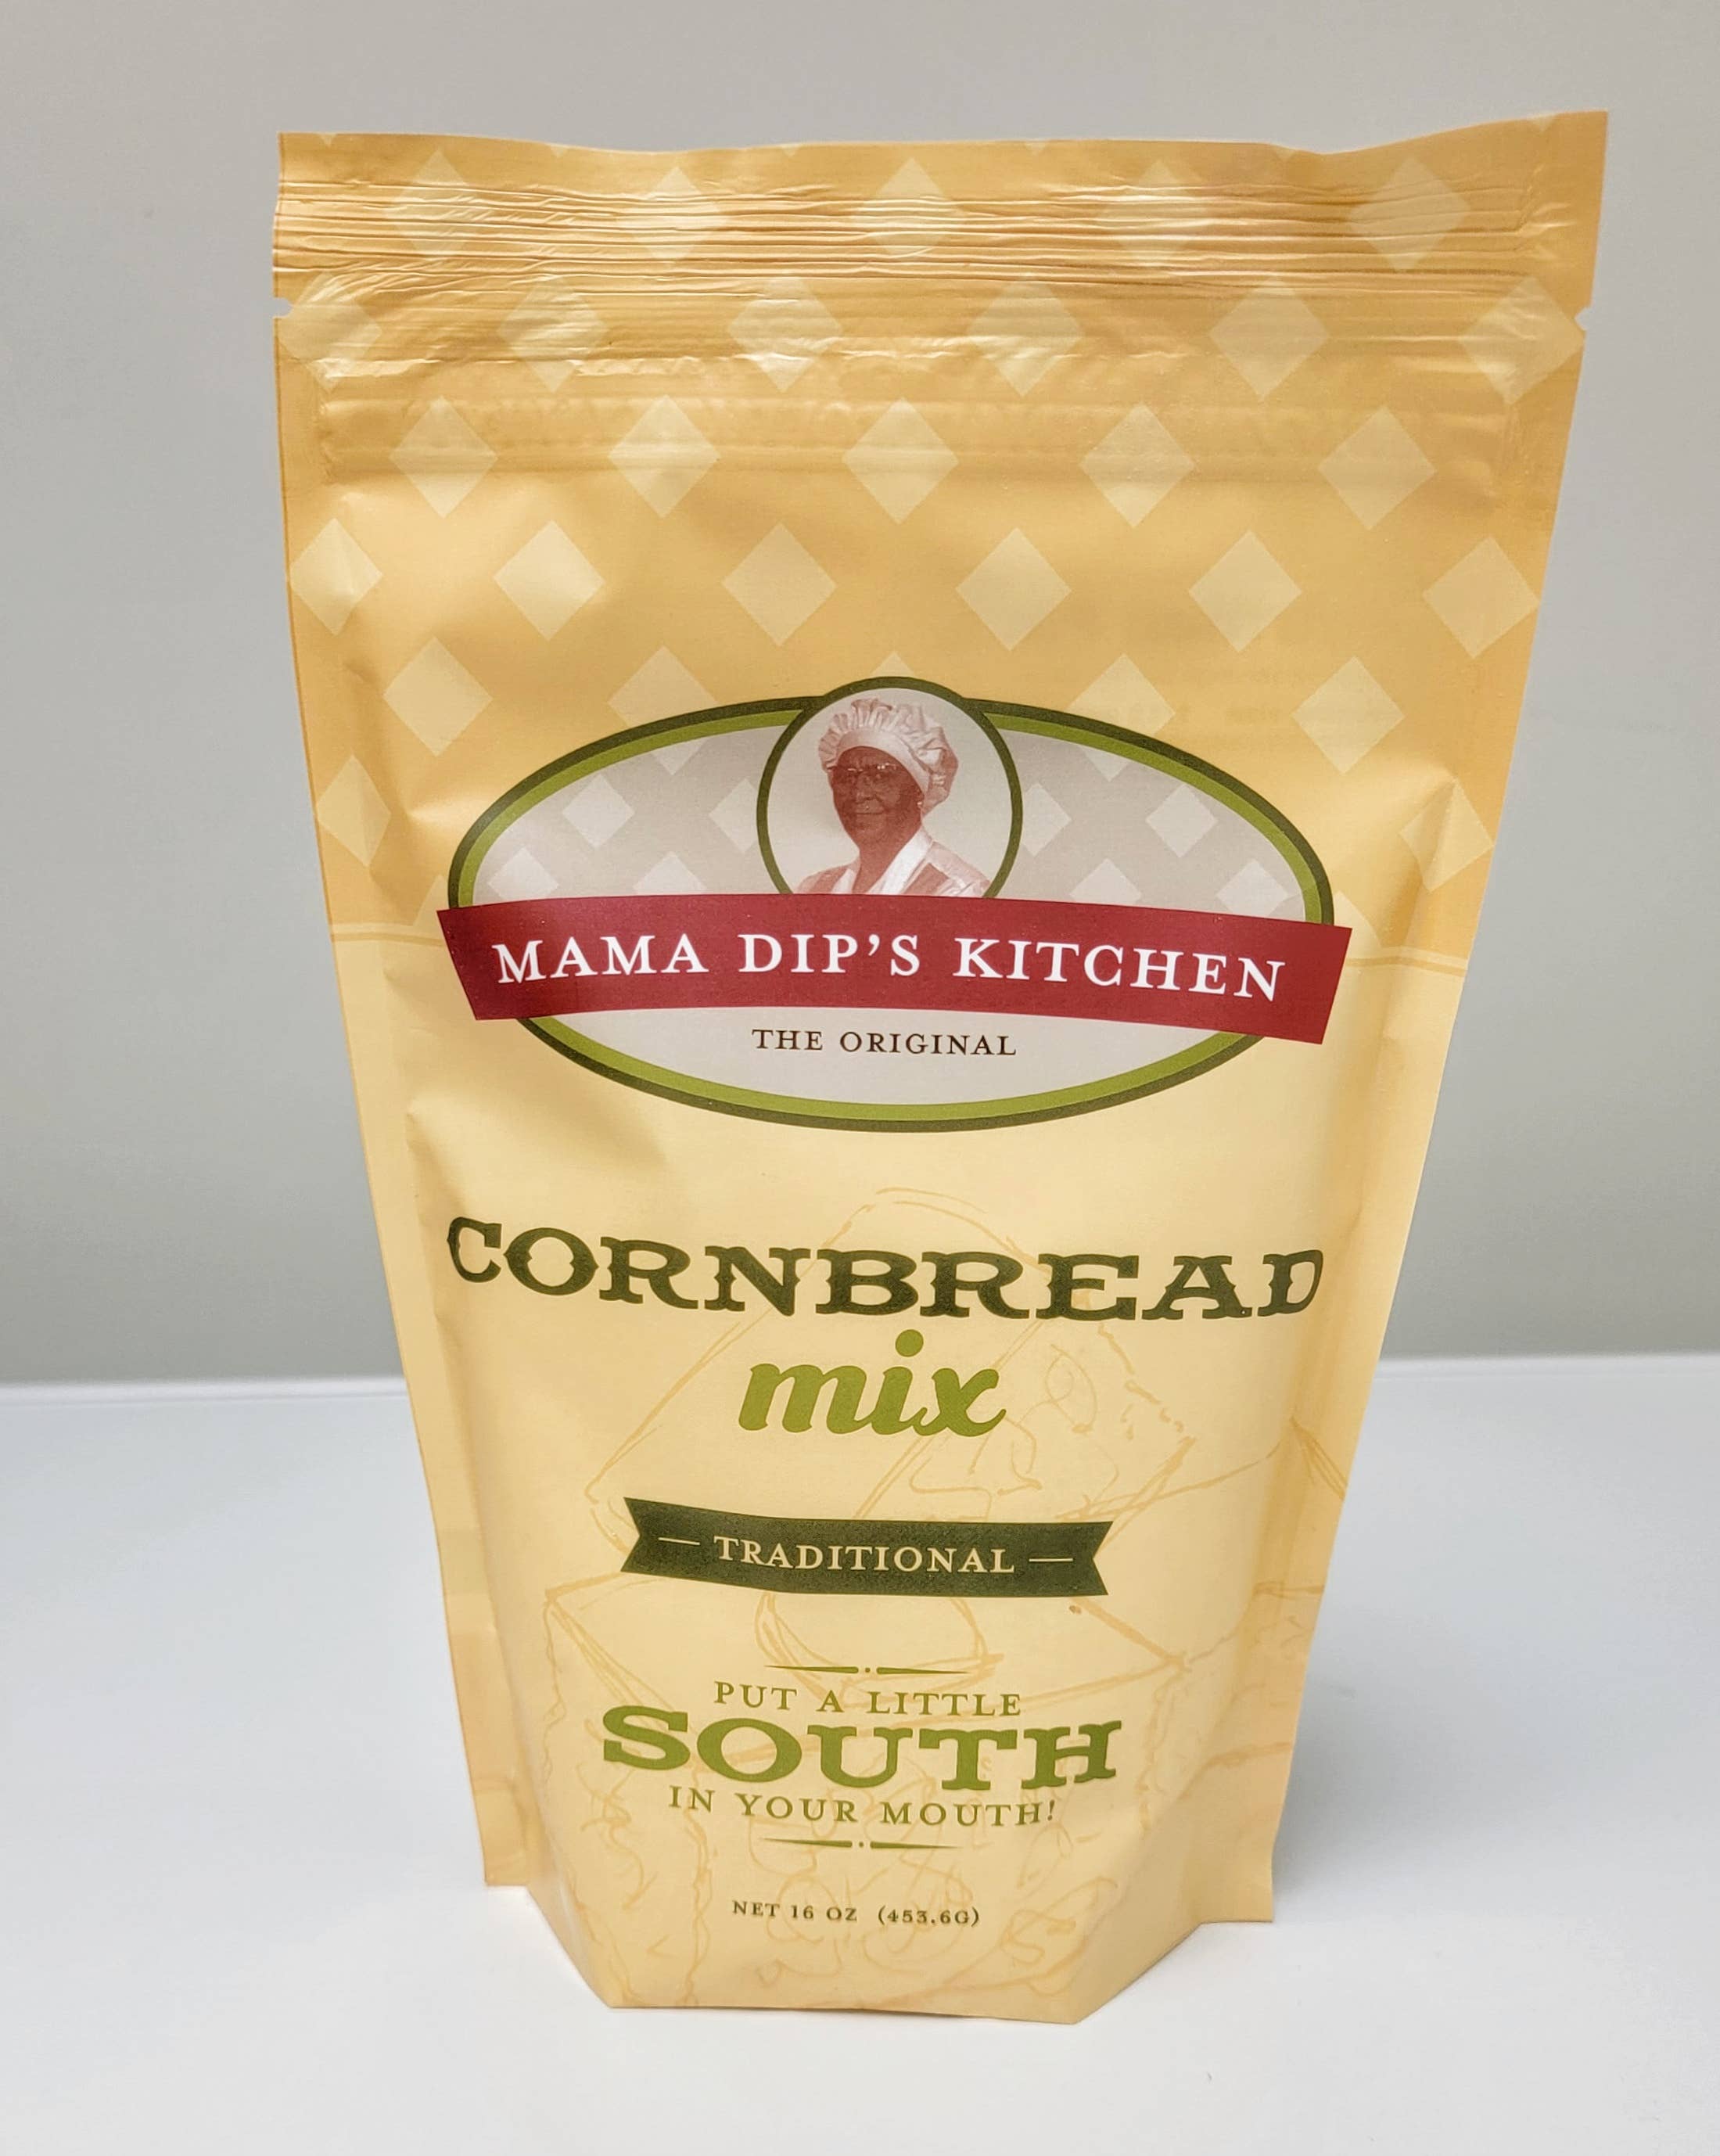 MAMA DIP'S KITCHEN
THE ORIGINAL
CORNBREAD
mix
— TRADITIONAL —
PUT A LITTLE
SOUTH
IN YOUR MOUTH!
NET 16 OZ (453.6G)